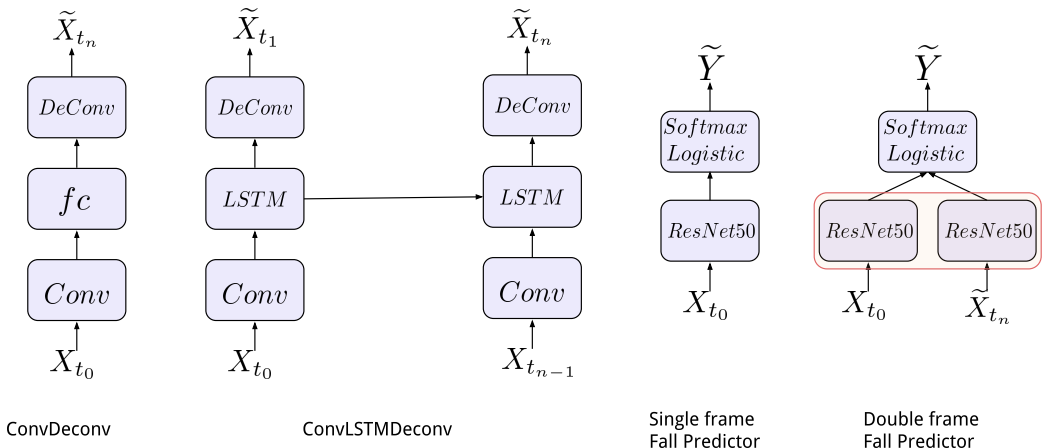 X̃_{t_n}
DeConv
fc
Conv
X_{t_0}
ConvDeconv
X̃_{t_1}
DeConv
LSTM
Conv
X_{t_0}
X̃_{t_n}
DeConv
LSTM
Conv
X_{t_{n-1}}
ConvLSTMDeconv
Ỹ
Softmax
Logistic
ResNet50
X_{t_0}
Single frame
Fall Predictor
Ỹ
Softmax
Logistic
ResNet50
ResNet50
X_{t_0}
X̃_{t_n}
Double frame
Fall Predictor